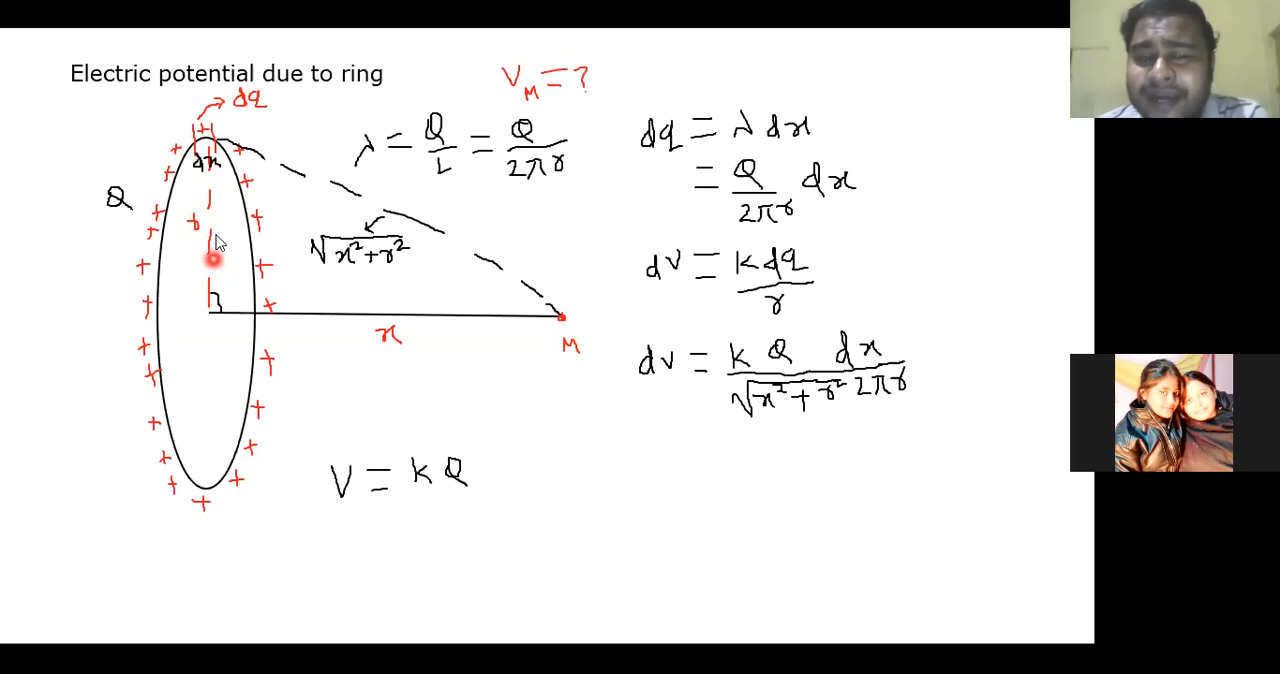 Electric potential due to ring
V_M = ?
dq
dx
Q
r
√(x² + r²)
x
M
λ = Q/L = Q/2πr
dq = λ dx
= Q/2πr dx
dV = k dq/r
dV = k Q dx/√(x² + r²) 2πr
V = k Q